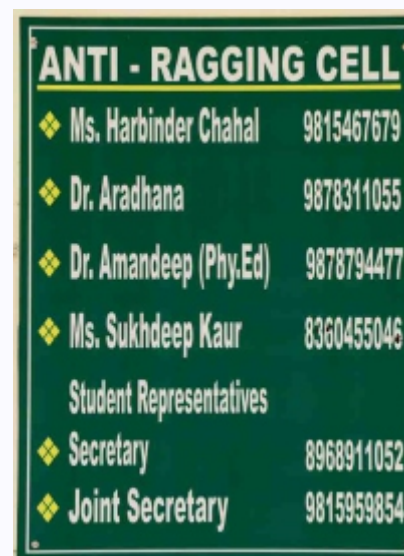 ANTI - RAGGING CELL
Ms. Harbinder Chahal 9815467679
Dr. Aradhana 9878311055
Dr. Amandeep (Phy.Ed) 9878794477
Ms. Sukhdeep Kaur 8360455046
Student Representatives
Secretary 8968911052
Joint Secretary 9815959854